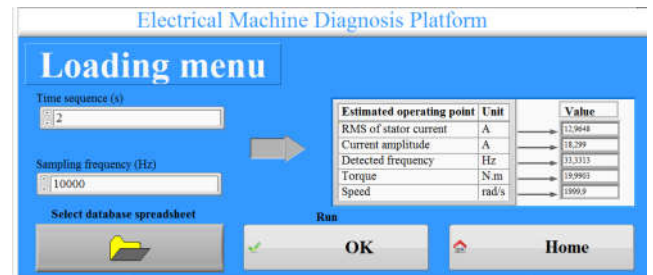 Electrical Machine Diagnosis Platform
Loading menu
Time sequence (s)
2
Sampling frequency (Hz)
10000
Estimated operating point Unit Value
RMS of stator current A 12,9648
Current amplitude A 18,299
Detected frequency Hz 33,3313
Torque N.m 19,9903
Speed rad/s 1999,9
Select database spreadsheet
Run
OK
Home